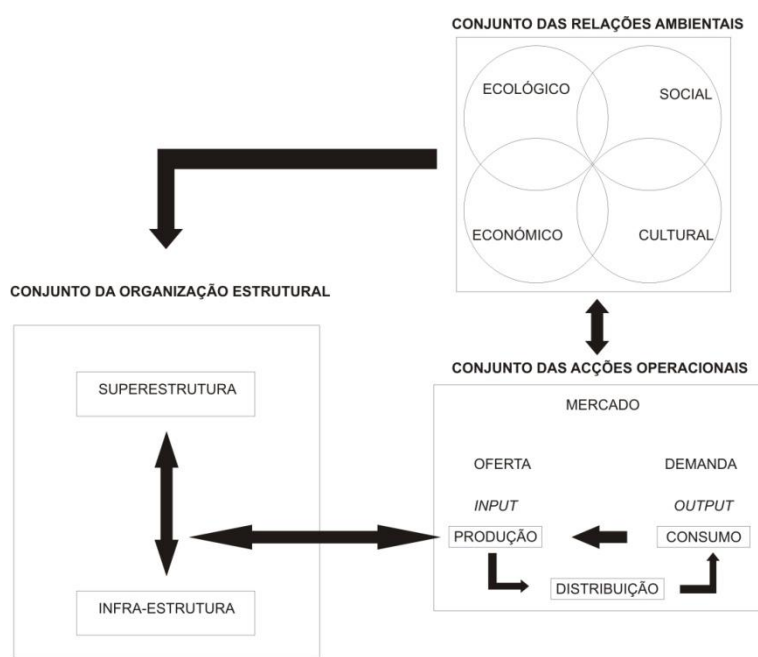 CONJUNTO DAS RELAÇÕES AMBIENTAIS
ECOLÓGICO
SOCIAL
ECONÓMICO
CULTURAL
CONJUNTO DA ORGANIZAÇÃO ESTRUTURAL
SUPERESTRUTURA
INFRA-ESTRUTURA
CONJUNTO DAS ACÇÕES OPERACIONAIS
MERCADO
OFERTA
DEMANDA
INPUT
OUTPUT
PRODUÇÃO
CONSUMO
DISTRIBUIÇÃO